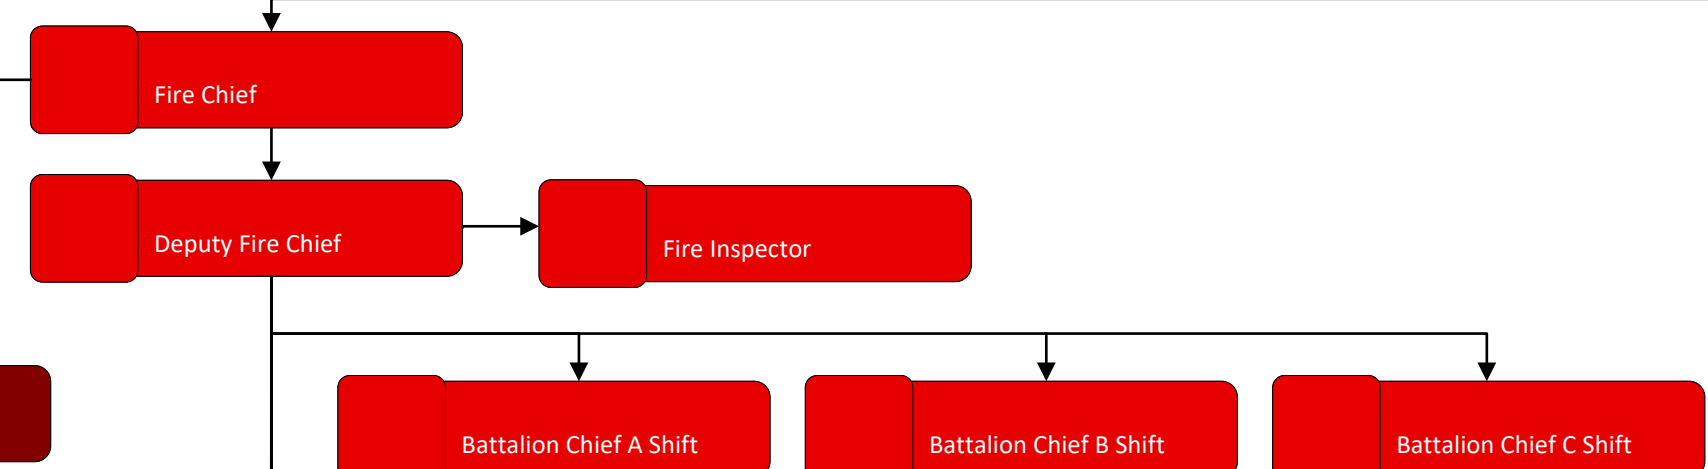 Fire Chief
Deputy Fire Chief
Fire Inspector
Battalion Chief A Shift
Battalion Chief B Shift
Battalion Chief C Shift